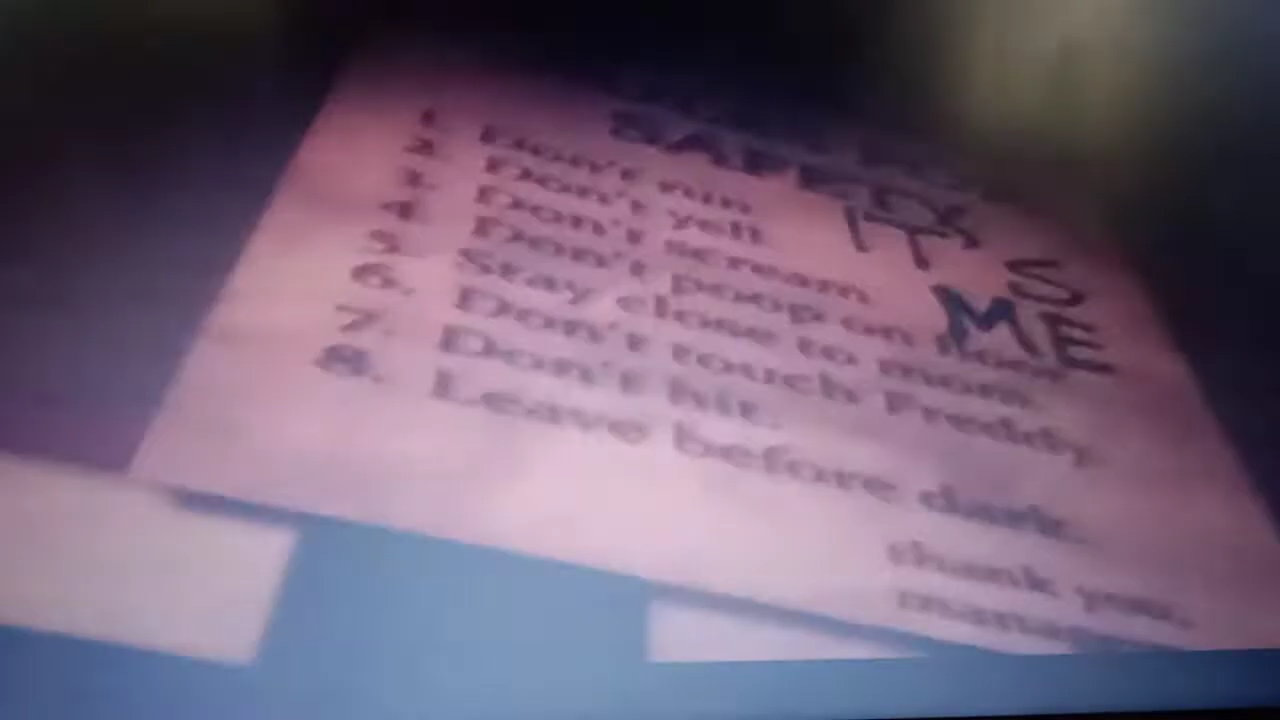 IT'S
ME
1. Don't run
2. Don't yell
3. Don't scream
4. Don't poop on floor
5. Stay close to mom.
6. Don't touch Freddy
7. Don't hit.
8. Leave before dark.
thank you,